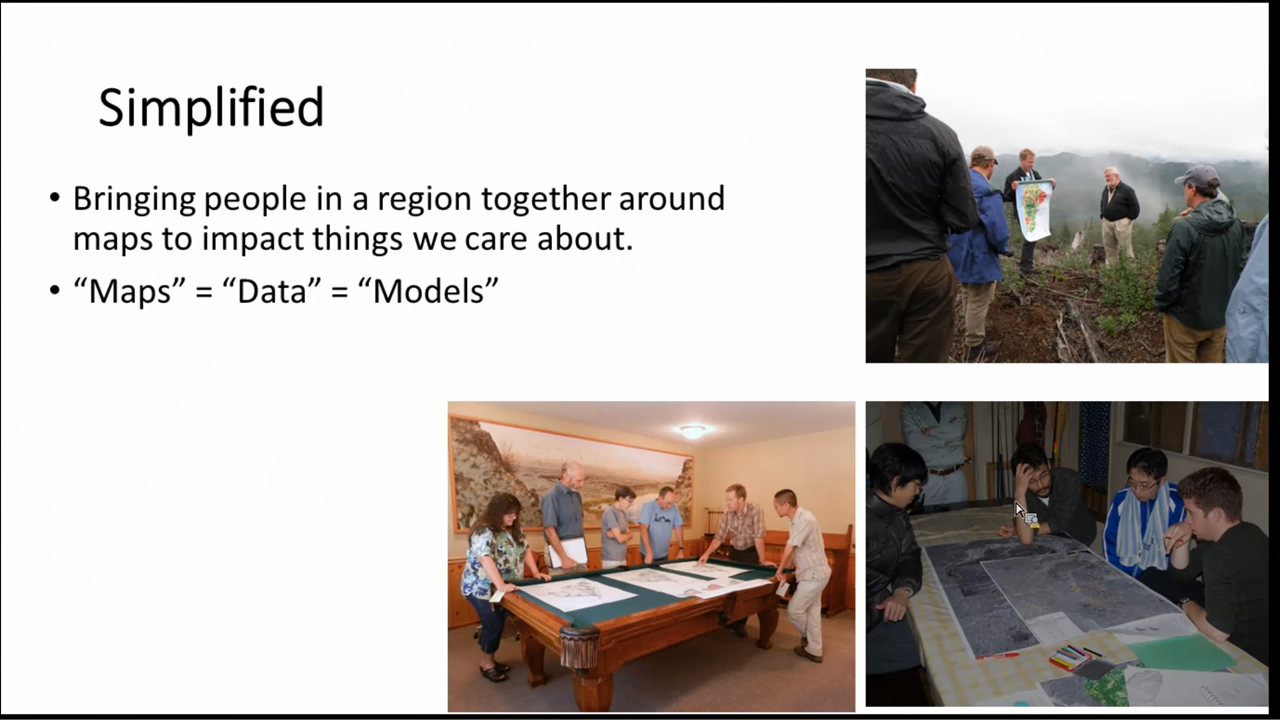 Simplified
• Bringing people in a region together around
maps to impact things we care about.
• “Maps” = “Data” = “Models”